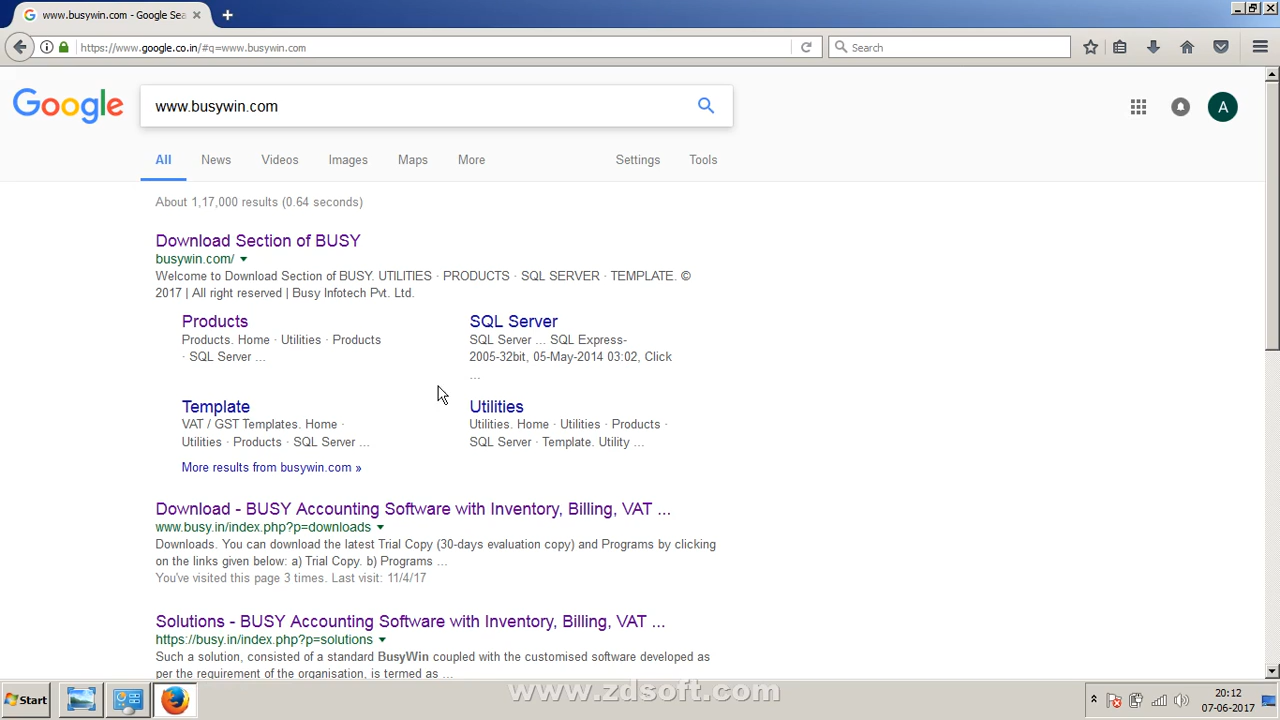 www.busywin.com - Google Sea
https://www.google.co.in/#q=www.busywin.com
Search
Google
www.busywin.com
A
All News Videos Images Maps More Settings Tools
About 1,17,000 results (0.64 seconds)
Download Section of BUSY
busywin.com/
Welcome to Download Section of BUSY. UTILITIES · PRODUCTS · SQL SERVER · TEMPLATE. ©
2017 | All right reserved | Busy Infotech Pvt. Ltd.
Products
Products. Home · Utilities · Products
· SQL Server ...
SQL Server
SQL Server ... SQL Express-
2005-32bit, 05-May-2014 03:02, Click
...
Template
VAT / GST Templates. Home ·
Utilities · Products · SQL Server ...
Utilities
Utilities. Home · Utilities · Products ·
SQL Server · Template. Utility ...
More results from busywin.com »
Download - BUSY Accounting Software with Inventory, Billing, VAT ...
www.busy.in/index.php?p=downloads
Downloads. You can download the latest Trial Copy (30-days evaluation copy) and Programs by clicking
on the links given below: a) Trial Copy. b) Programs ...
You've visited this page 3 times. Last visit: 11/4/17
Solutions - BUSY Accounting Software with Inventory, Billing, VAT ...
https://busy.in/index.php?p=solutions
Such a solution, consisted of a standard BusyWin coupled with the customised software developed as
per the requirement of the organisation, is termed as ...
www.zdsoft.com
Start
20:12
07-06-2017